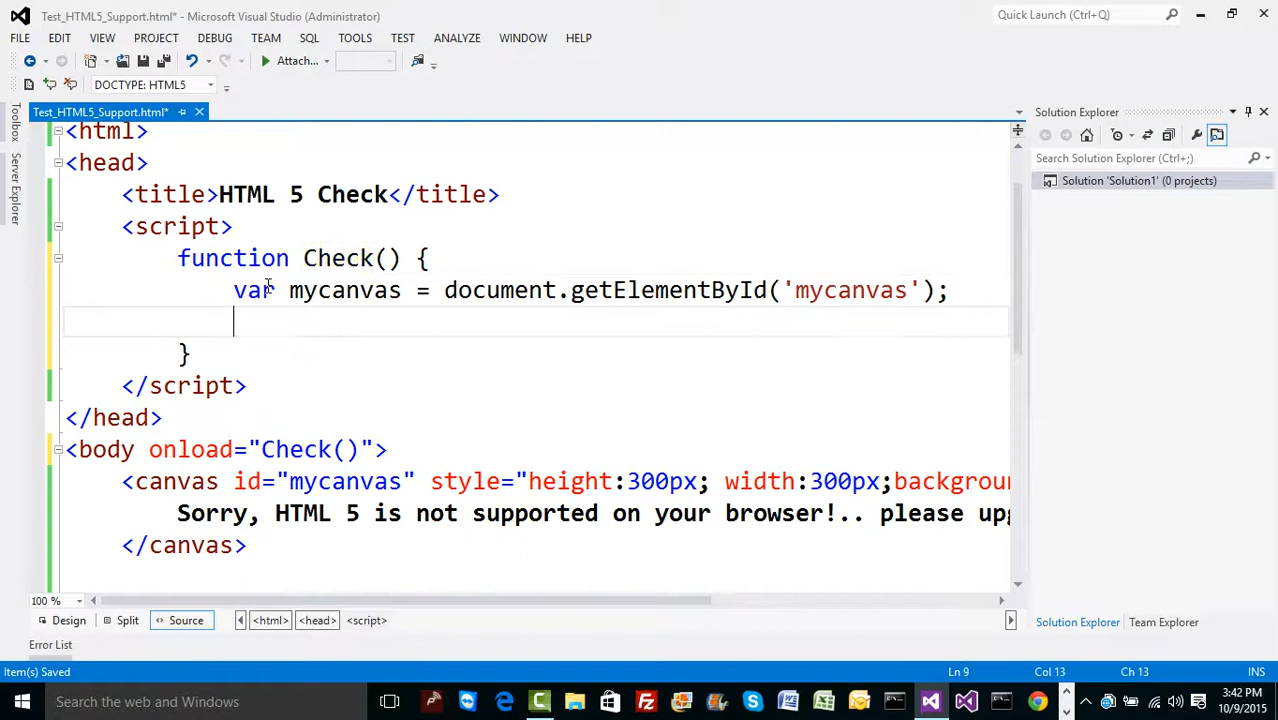 Test_HTML5_Support.html* - Microsoft Visual Studio (Administrator)
Quick Launch (Ctrl+Q)
FILE EDIT VIEW PROJECT DEBUG TEAM SQL TOOLS TEST ANALYZE WINDOW HELP
Attach...
DOCTYPE: HTML5
Toolbox
Server Explorer
Test_HTML5_Support.html*
<html>
<head>
<title>HTML 5 Check</title>
<script>
function Check() {
var mycanvas = document.getElementById('mycanvas');
}
</script>
</head>
<body onload="Check()">
<canvas id="mycanvas" style="height:300px; width:300px;backgroun
Sorry, HTML 5 is not supported on your browser!.. please upg
</canvas>
100 %
Design Split Source <html> <head> <script>
Error List
Solution Explorer
Search Solution Explorer (Ctrl+;)
Solution 'Solution1' (0 projects)
Solution Explorer Team Explorer
Item(s) Saved Ln 9 Col 13 Ch 13 INS
Search the web and Windows
3:42 PM
10/9/2015